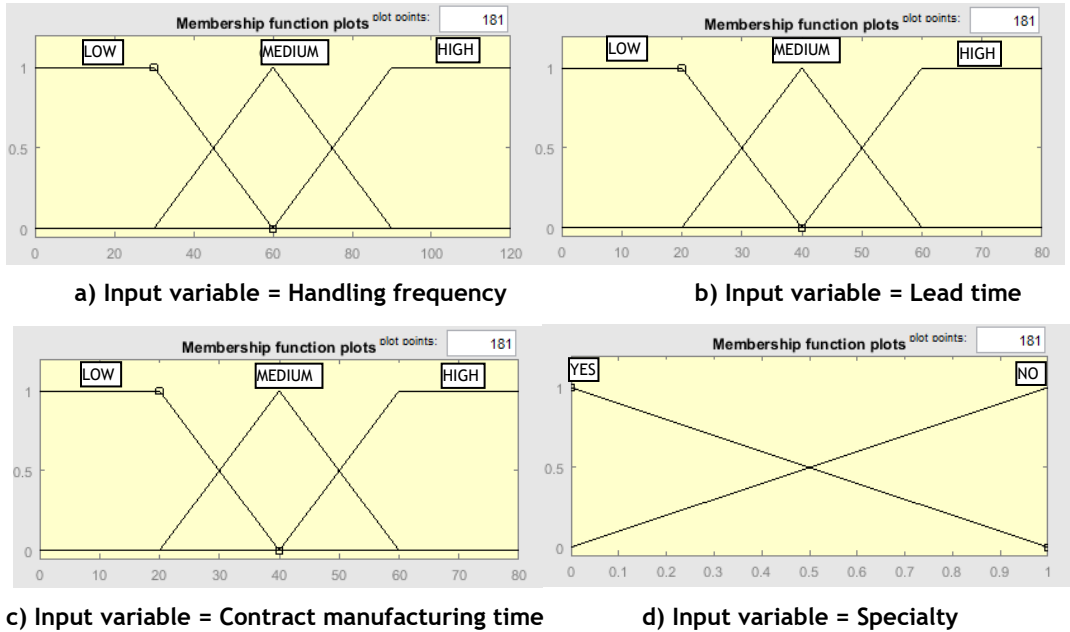 Membership function plots plot points: 181
LOW MEDIUM HIGH
1
0.5
0
0 20 40 60 80 100 120
a) Input variable = Handling frequency
Membership function plots plot points: 181
LOW MEDIUM HIGH
1
0.5
0
0 10 20 30 40 50 60 70 80
b) Input variable = Lead time
Membership function plots plot points: 181
LOW MEDIUM HIGH
1
0.5
0
0 10 20 30 40 50 60 70 80
c) Input variable = Contract manufacturing time
Membership function plots plot points: 181
YES NO
1
0.5
0
0 0.1 0.2 0.3 0.4 0.5 0.6 0.7 0.8 0.9 1
d) Input variable = Specialty